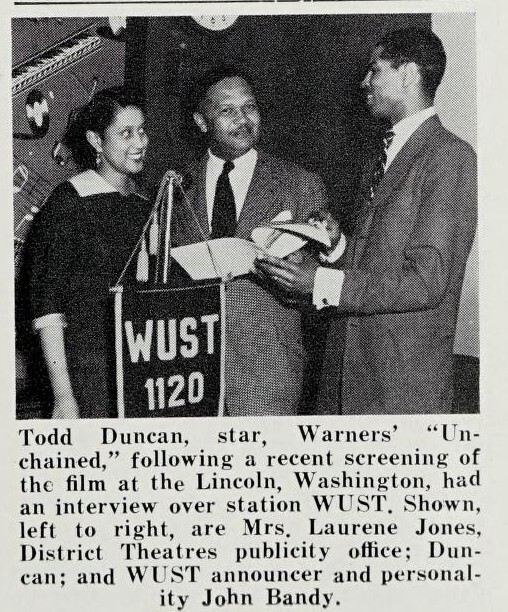 WUST
1120
Todd Duncan, star, Warners' "Un-
chained," following a recent screening of
the film at the Lincoln, Washington, had
an interview over station WUST. Shown,
left to right, are Mrs. Laurene Jones,
District Theatres publicity office; Dun-
can; and WUST announcer and personal-
ity John Bandy.